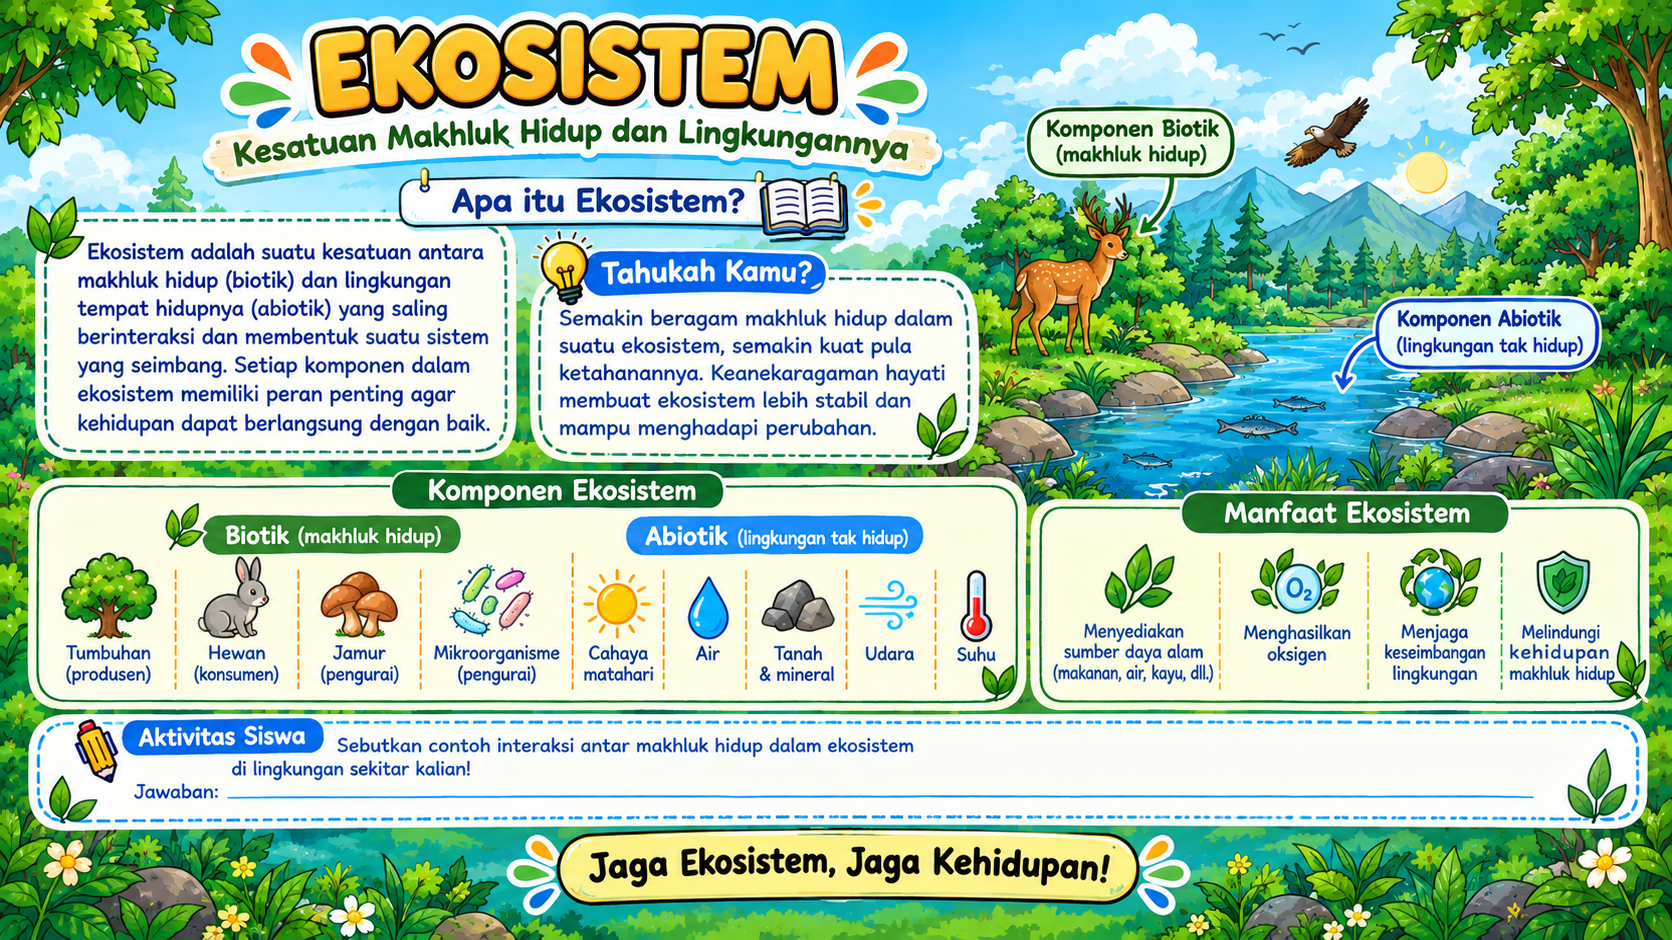 EKOSISTEM
Kesatuan Makhluk Hidup dan Lingkungannya
Apa itu Ekosistem?
Ekosistem adalah suatu kesatuan antara
makhluk hidup (biotik) dan lingkungan
tempat hidupnya (abiotik) yang saling
berinteraksi dan membentuk suatu sistem
yang seimbang. Setiap komponen dalam
ekosistem memiliki peran penting agar
kehidupan dapat berlangsung dengan baik.
Tahukah Kamu?
Semakin beragam makhluk hidup dalam
suatu ekosistem, semakin kuat pula
ketahanannya. Keanekaragaman hayati
membuat ekosistem lebih stabil dan
mampu menghadapi perubahan.
Komponen Biotik
(makhluk hidup)
Komponen Abiotik
(lingkungan tak hidup)
Komponen Ekosistem
Biotik (makhluk hidup)
Tumbuhan
(produsen)
Hewan
(konsumen)
Jamur
(pengurai)
Mikroorganisme
(pengurai)
Abiotik (lingkungan tak hidup)
Cahaya
matahari
Air
Tanah
& mineral
Udara
Suhu
Manfaat Ekosistem
Menyediakan
sumber daya alam
(makanan, air, kayu, dll.)
O2
Menghasilkan
oksigen
Menjaga
keseimbangan
lingkungan
Melindungi
kehidupan
makhluk hidup
Aktivitas Siswa
Sebutkan contoh interaksi antar makhluk hidup dalam ekosistem
di lingkungan sekitar kalian!
Jawaban:
Jaga Ekosistem, Jaga Kehidupan!